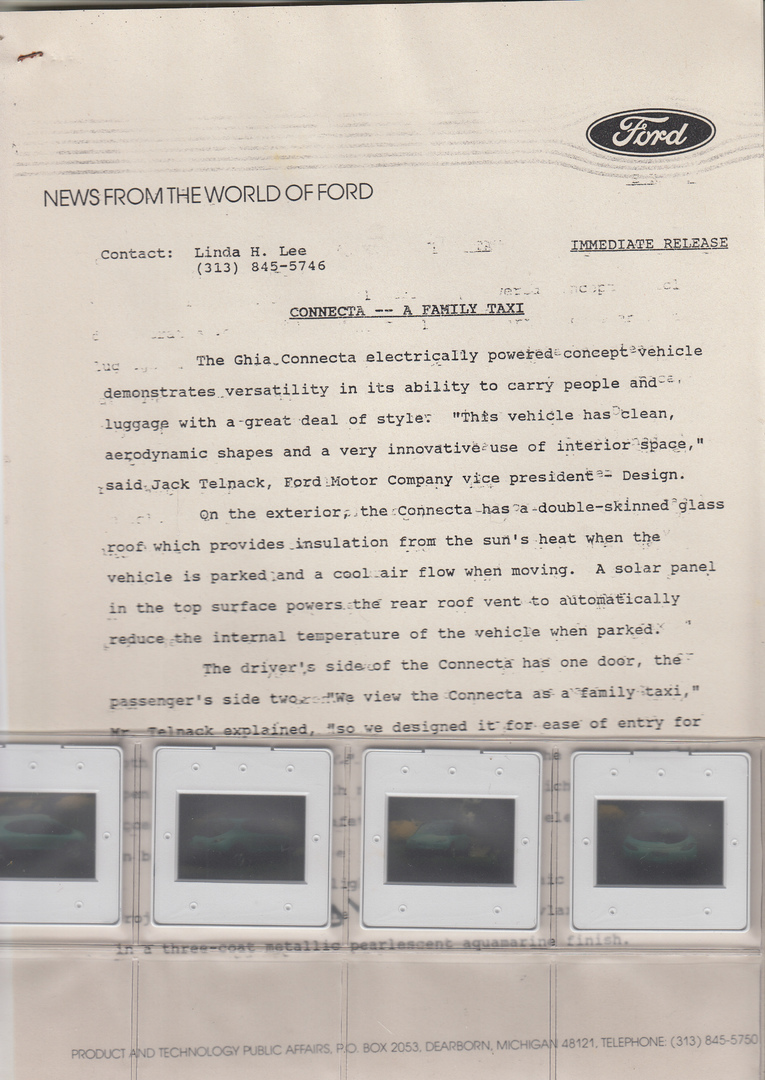 Ford
NEWS FROM THE WORLD OF FORD
Contact: Linda H. Lee
(313) 845-5746
IMMEDIATE RELEASE
CONNECTA -- A FAMILY TAXI
The Ghia Connecta electrically powered concept vehicle
demonstrates versatility in its ability to carry people and
luggage with a great deal of style. "This vehicle has clean,
aerodynamic shapes and a very innovative use of interior space,"
said Jack Telnack, Ford Motor Company vice president - Design.
On the exterior, the Connecta has a double-skinned glass
roof which provides insulation from the sun's heat when the
vehicle is parked and a cool air flow when moving. A solar panel
in the top surface powers the rear roof vent to automatically
reduce the internal temperature of the vehicle when parked.
The driver's side of the Connecta has one door, the
passenger's side two. "We view the Connecta as a family taxi,"
Mr. Telnack explained, "so we designed it for ease of entry for
in a three-coat metallic pearlescent aquamarine finish.
PRODUCT AND TECHNOLOGY PUBLIC AFFAIRS, P.O. BOX 2053, DEARBORN, MICHIGAN 48121, TELEPHONE: (313) 845-5750